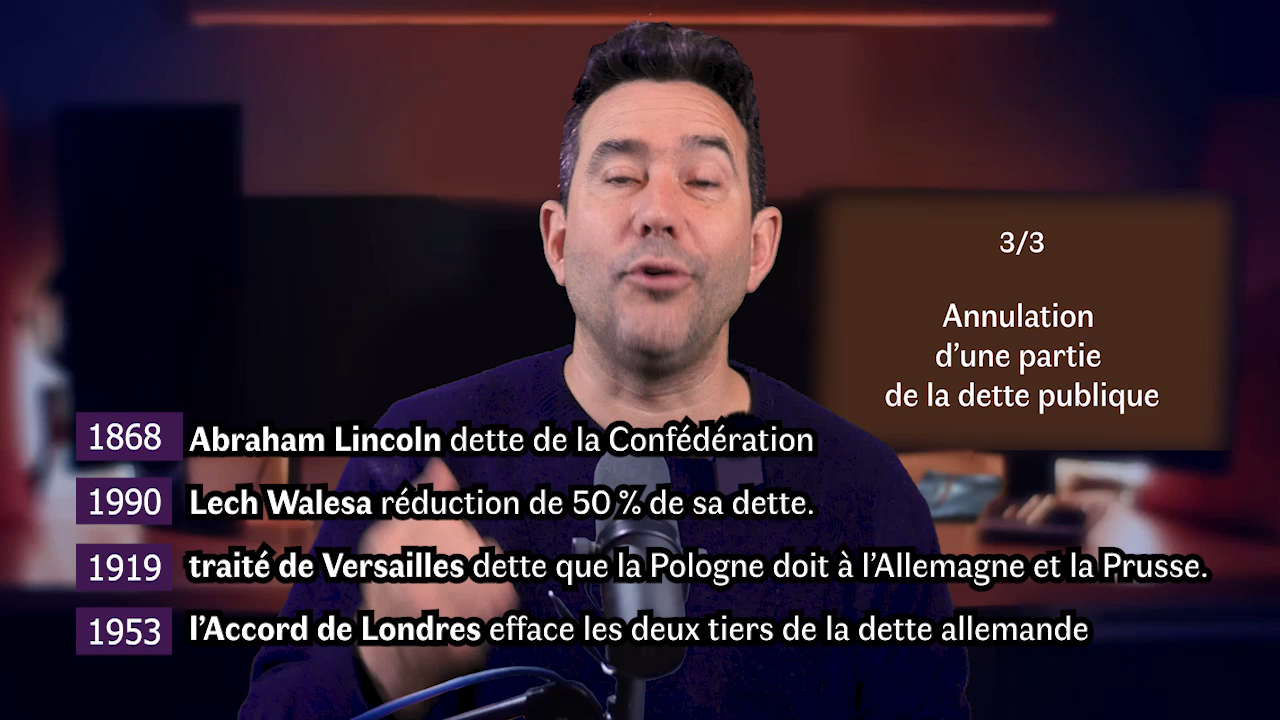 3/3
Annulation
d’une partie
de la dette publique
1868 Abraham Lincoln dette de la Confédération
1990 Lech Walesa réduction de 50 % de sa dette.
1919 traité de Versailles dette que la Pologne doit à l’Allemagne et la Prusse.
1953 l’Accord de Londres efface les deux tiers de la dette allemande